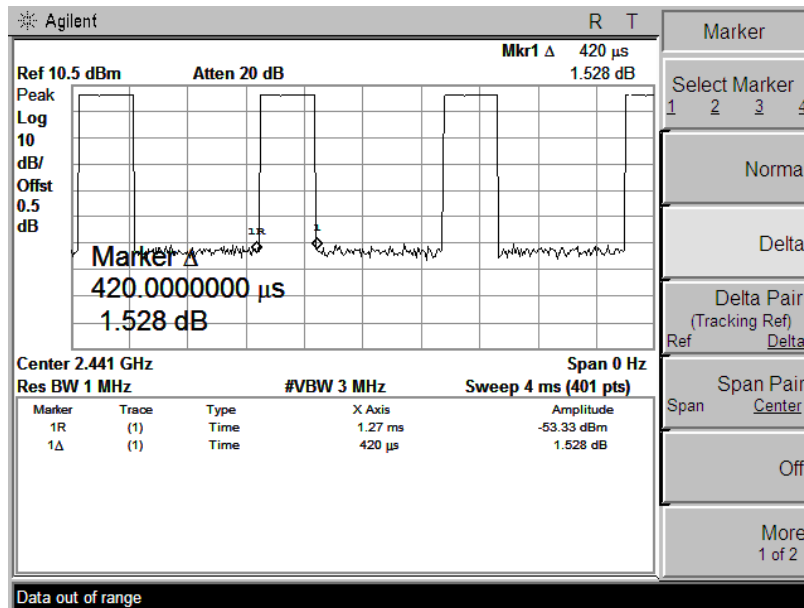 Agilent R T
Mkr1 Δ 420 μs
Ref 10.5 dBm Atten 20 dB 1.528 dB
Peak
Log
10
dB/
Offst
0.5
dB
1R 1
Marker Δ
420.0000000 μs
1.528 dB
Center 2.441 GHz Span 0 Hz
Res BW 1 MHz #VBW 3 MHz Sweep 4 ms (401 pts)
Marker Trace Type X Axis Amplitude
1R (1) Time 1.27 ms -53.33 dBm
1Δ (1) Time 420 μs 1.528 dB
Marker
Select Marker
1 2 3 4
Norma
Delta
Delta Pair
(Tracking Ref)
Ref Delta
Span Pair
Span Center
Off
More
1 of 2
Data out of range